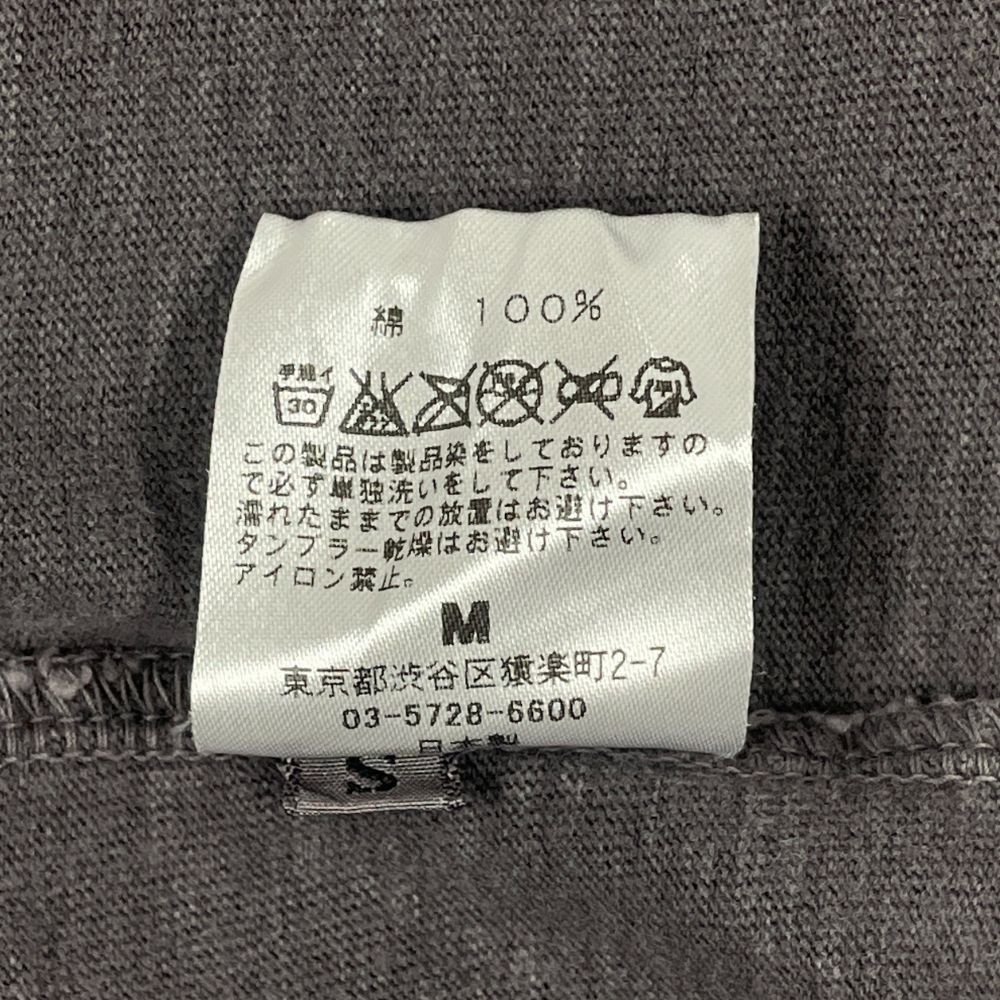 綿 100%
手洗イ
30
この製品は製品染をしておりますの
で必ず単独洗いをして下さい。
濡れたままでの放置はお避け下さい。
タンブラー乾燥はお避け下さい。
アイロン禁止。
M
東京都渋谷区猿楽町2-7
03-5728-6600
日本製
S